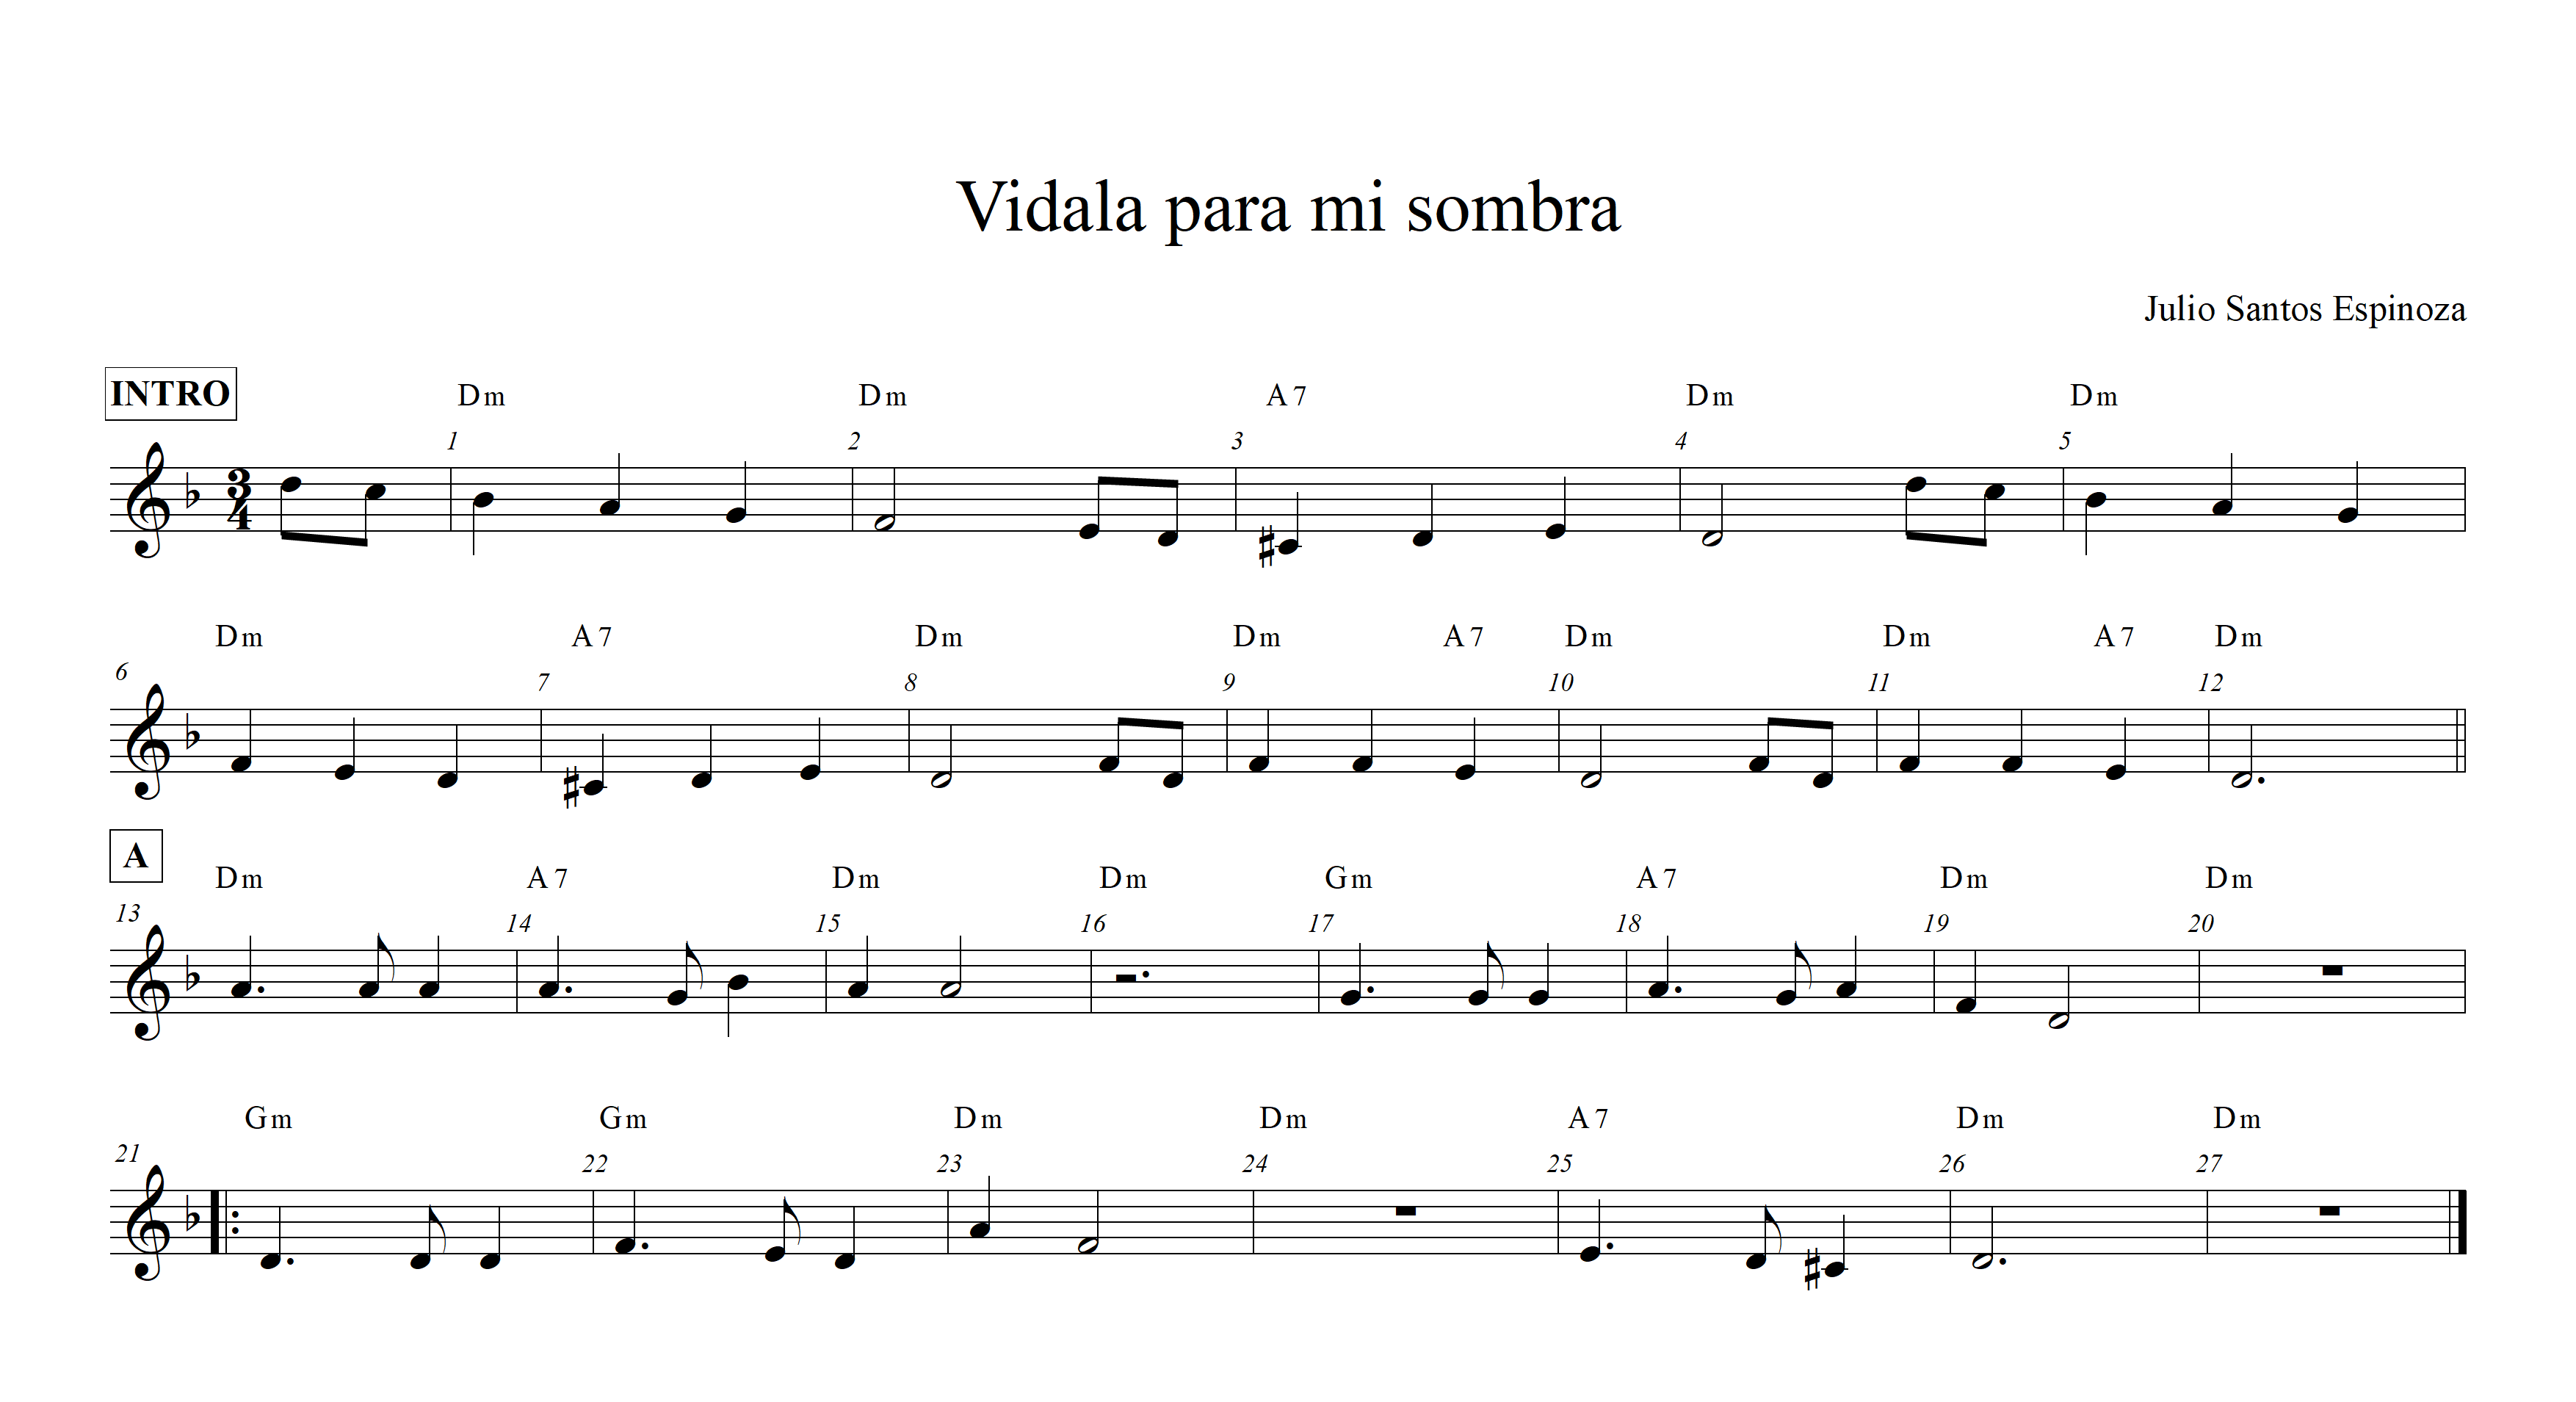 Vidala para mi sombra
Julio Santos Espinoza
INTRO
Dm Dm A7 Dm Dm
1 2 3 4 5
3
4
Dm A7 Dm Dm A7 Dm Dm A7 Dm
6 7 8 9 10 11 12
A
Dm A7 Dm Dm Gm A7 Dm Dm
13 14 15 16 17 18 19 20
Gm Gm Dm Dm A7 Dm Dm
21 22 23 24 25 26 27